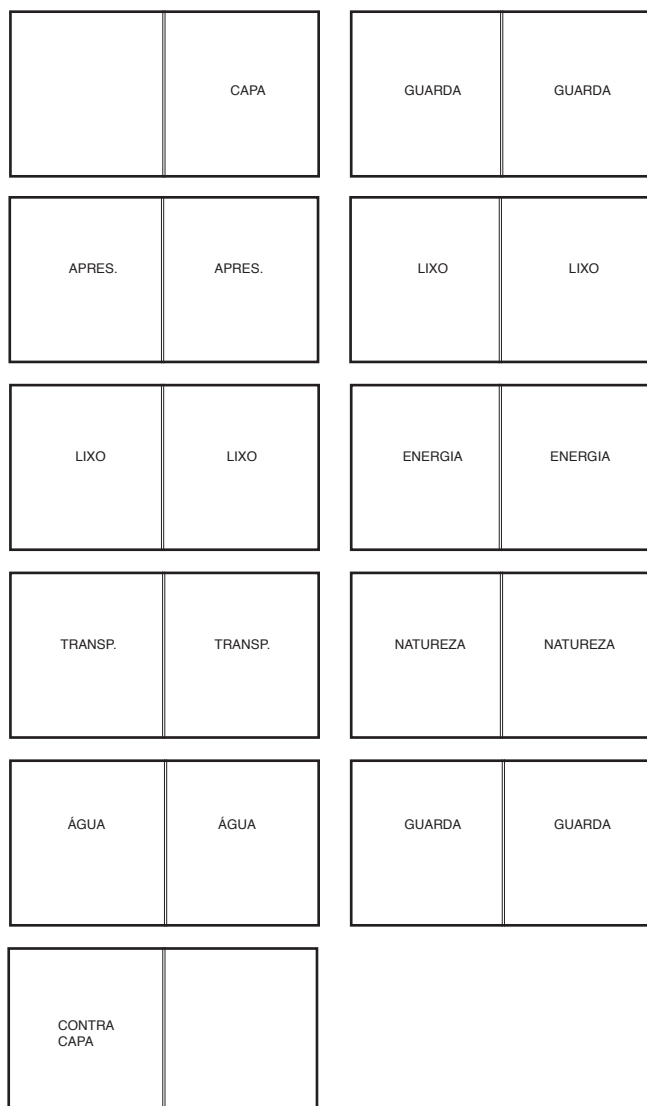 CAPA
GUARDA GUARDA
APRES. APRES.
LIXO LIXO
LIXO LIXO
ENERGIA ENERGIA
TRANSP. TRANSP.
NATUREZA NATUREZA
ÁGUA ÁGUA
GUARDA GUARDA
CONTRA
CAPA